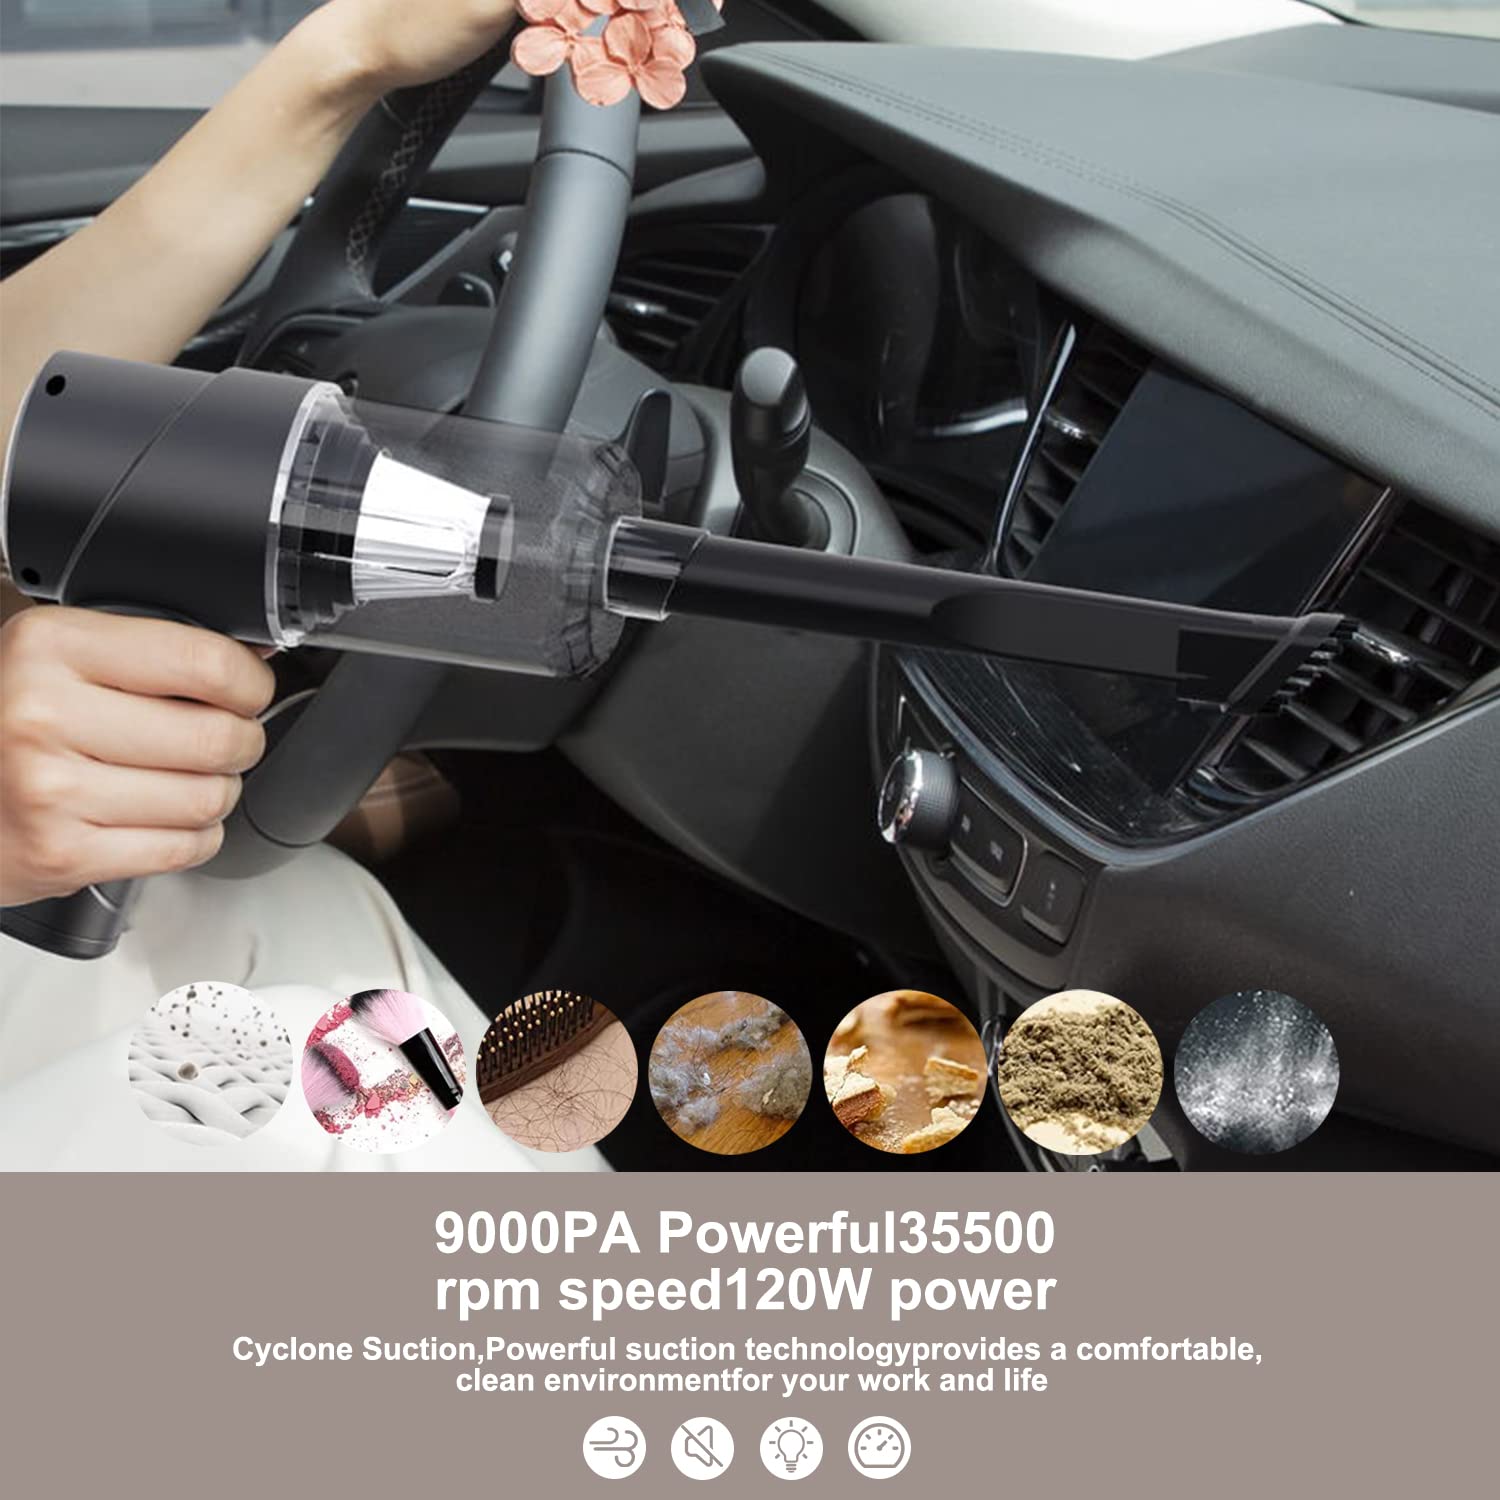 9000PA Powerful35500
rpm speed120W power
Cyclone Suction,Powerful suction technologyprovides a comfortable,
clean environmentfor your work and life